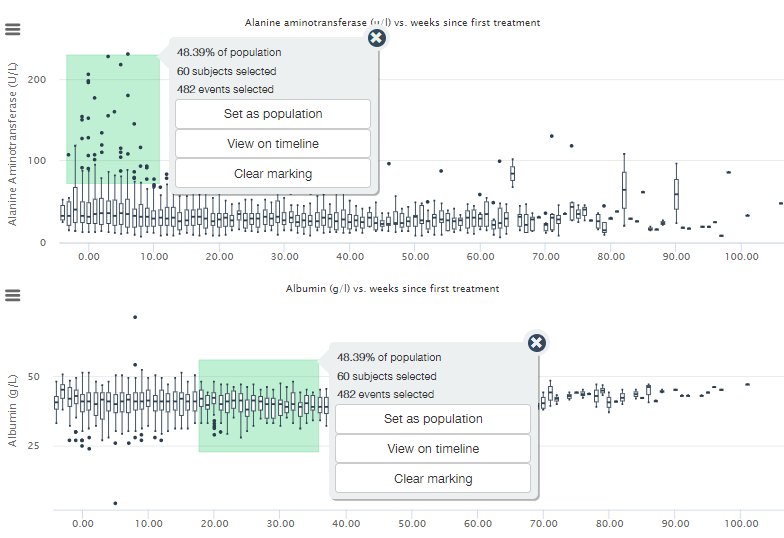 Alanine aminotransferase (u/l) vs. weeks since first treatment
48.39% of population
60 subjects selected
482 events selected
Set as population
View on timeline
Clear marking
Alanine Aminotransferase (U/L)
200
100
0
0.00 10.00 20.00 30.00 40.00 50.00 60.00 70.00 80.00 90.00 100.00
Albumin (g/l) vs. weeks since first treatment
48.39% of population
60 subjects selected
482 events selected
Set as population
View on timeline
Clear marking
Albumin (g/L)
50
25
0.00 10.00 20.00 30.00 40.00 50.00 60.00 70.00 80.00 90.00 100.00